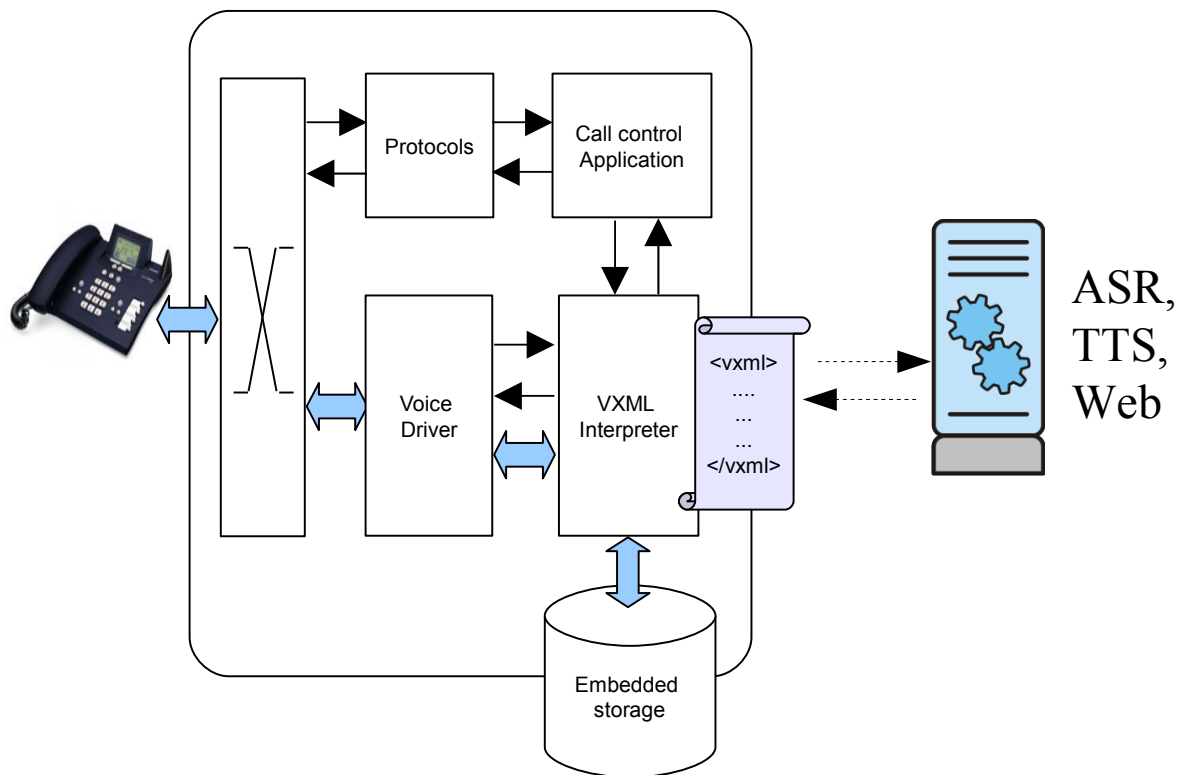 Protocols
Call control
Application
Voice
Driver
VXML
Interpreter
<vxml>
....
...
...
</vxml>
ASR,
TTS,
Web
Embedded
storage